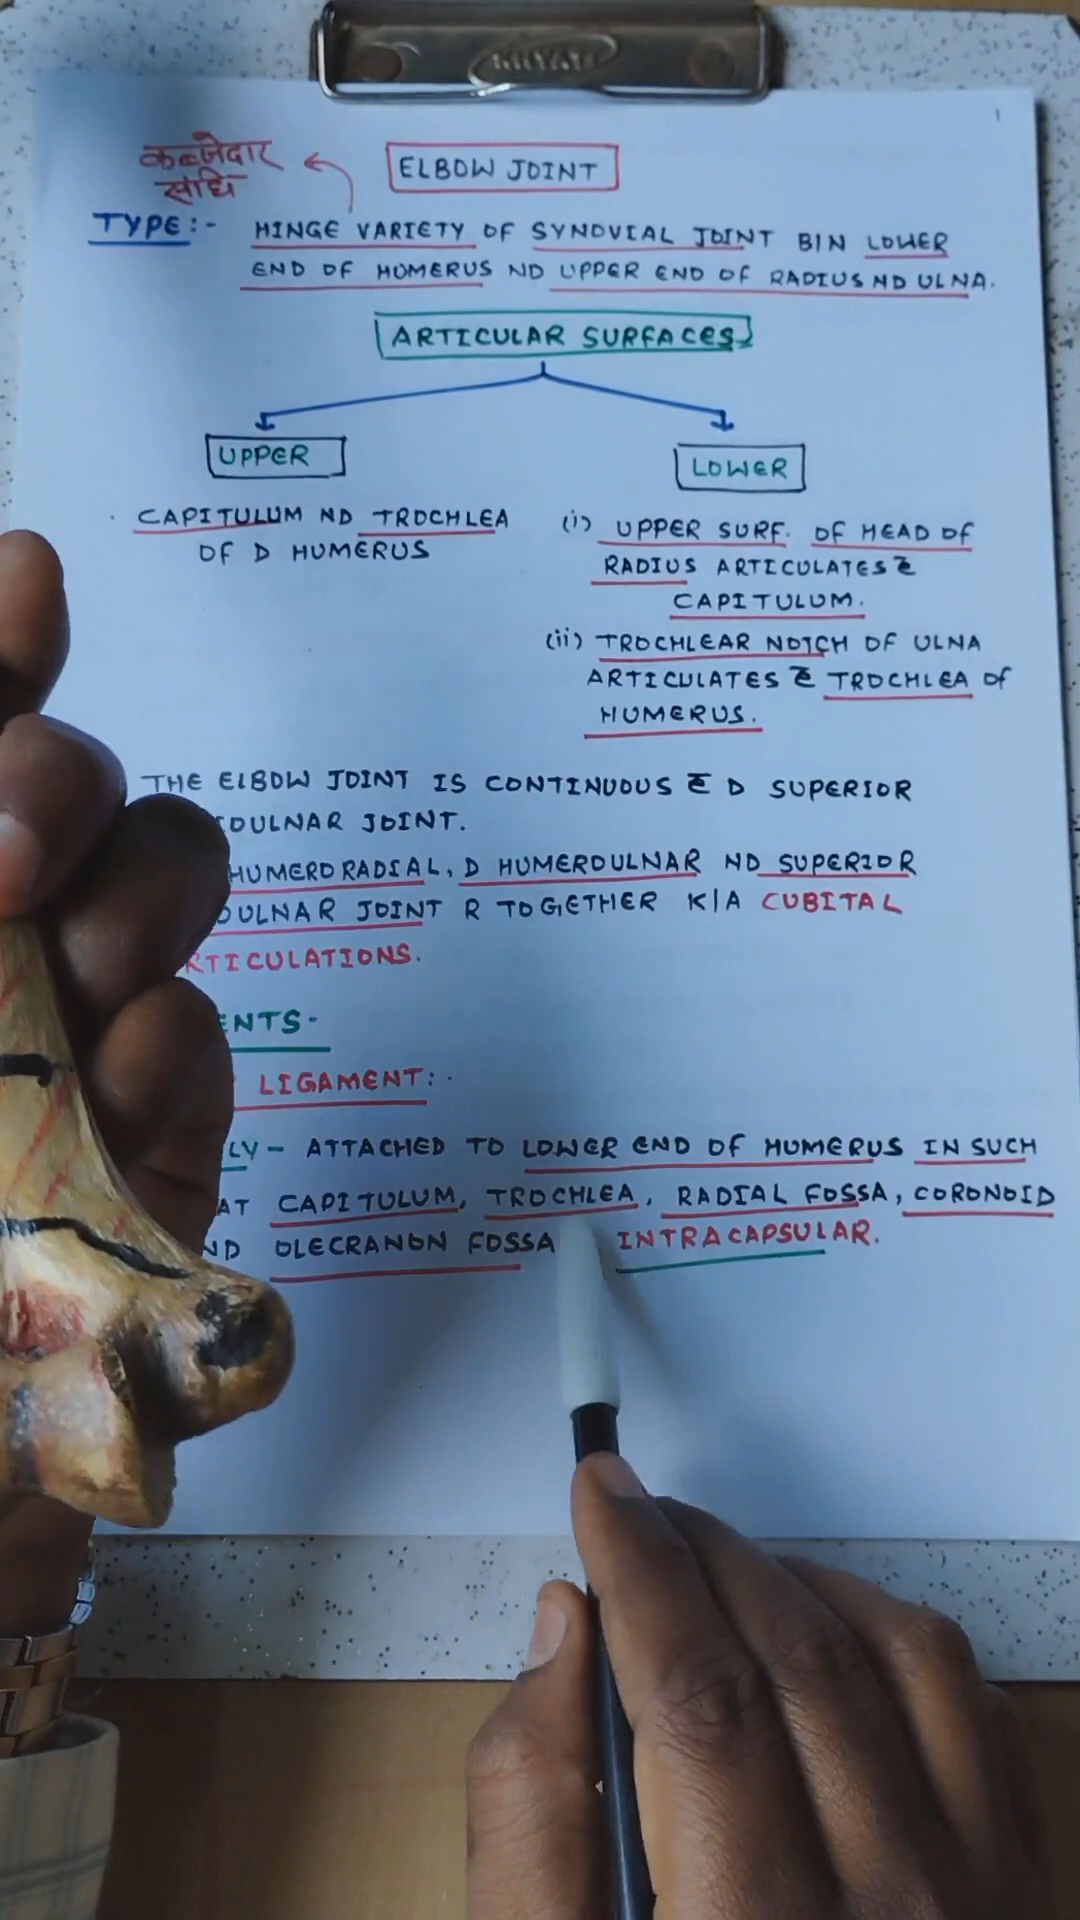 1
कब्जेदार
संधि
ELBOW JOINT
TYPE:- HINGE VARIETY OF SYNOVIAL JOINT BIN LOWER
END OF HUMERUS ND UPPER END OF RADIUS ND ULNA.
ARTICULAR SURFACES
UPPER
LOWER
CAPITULUM ND TROCHLEA
OF D HUMERUS
(i) UPPER SURF. OF HEAD OF
RADIUS ARTICULATES c̄
CAPITULUM.
(ii) TROCHLEAR NOTCH OF ULNA
ARTICULATES c̄ TROCHLEA OF
HUMERUS.
THE ELBOW JOINT IS CONTINUOUS c̄ D SUPERIOR
OULNAR JOINT.
HUMERORADIAL, D HUMEROULNAR ND SUPERIOR
OULNAR JOINT R TOGETHER K/A CUBITAL
RTICULATIONS.
ENTS-
LIGAMENT:-
LY- ATTACHED TO LOWER END OF HUMERUS IN SUCH
AT CAPITULUM, TROCHLEA, RADIAL FOSSA, CORONOID
ND OLECRANON FOSSA INTRACAPSULAR.